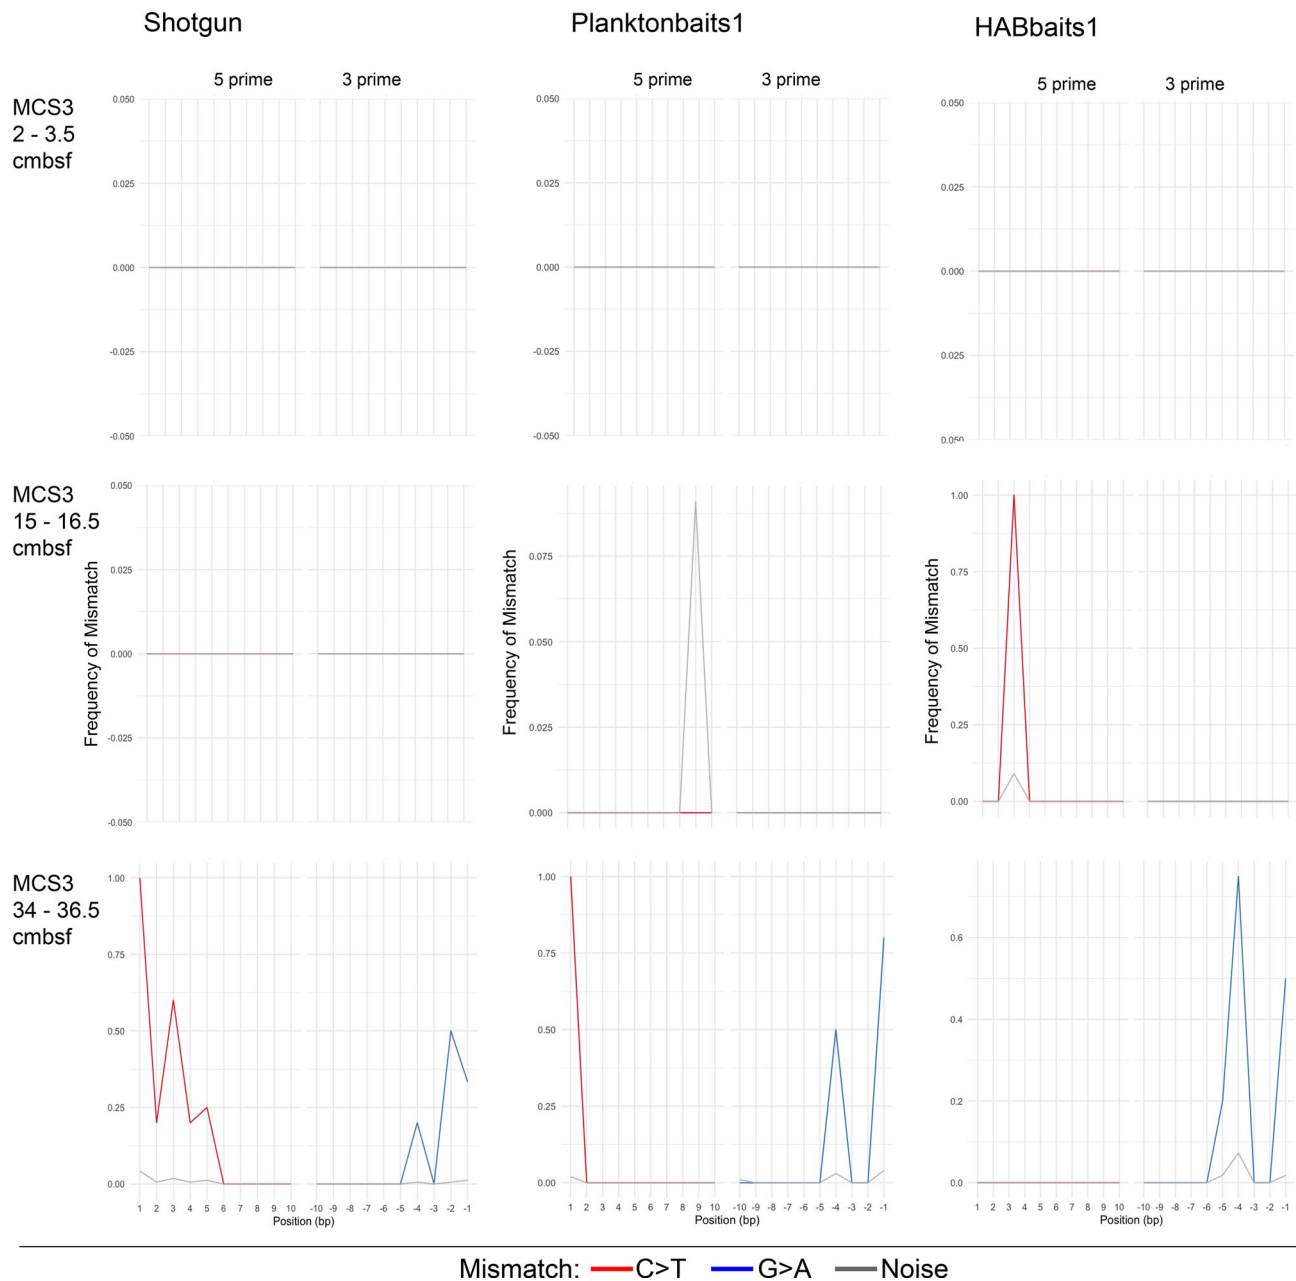 Shotgun
Planktonbaits1
HABbaits1
5 prime
3 prime
5 prime
3 prime
MCS3
2 - 3.5
cmbsf
0.050
0.025
0.000
-0.025
-0.050
0.050
0.025
0.000
-0.025
-0.050
0.050
0.025
0.000
0.025
0.050
MCS3
15 - 16.5
cmbsf
Frequency of Mismatch
0.050
0.025
0.000
-0.025
-0.050
Frequency of Mismatch
0.075
0.050
0.025
0.000
Frequency of Mismatch
1.00
0.75
0.50
0.25
0.00
MCS3
34 - 36.5
cmbsf
1.00
0.75
0.50
0.25
0.00
1 2 3 4 5 6 7 8 9 10 -10 -9 -8 -7 -6 -5 -4 -3 -2 -1
Position (bp)
1.00
0.75
0.50
0.25
0.00
1 2 3 4 5 6 7 8 9 10 -10 -9 -8 -7 -6 -5 -4 -3 -2 -1
Position (bp)
0.6
0.4
0.2
0.0
1 2 3 4 5 6 7 8 9 10 -10 -9 -8 -7 -6 -5 -4 -3 -2 -1
Position (bp)
Mismatch: C>T G>A Noise